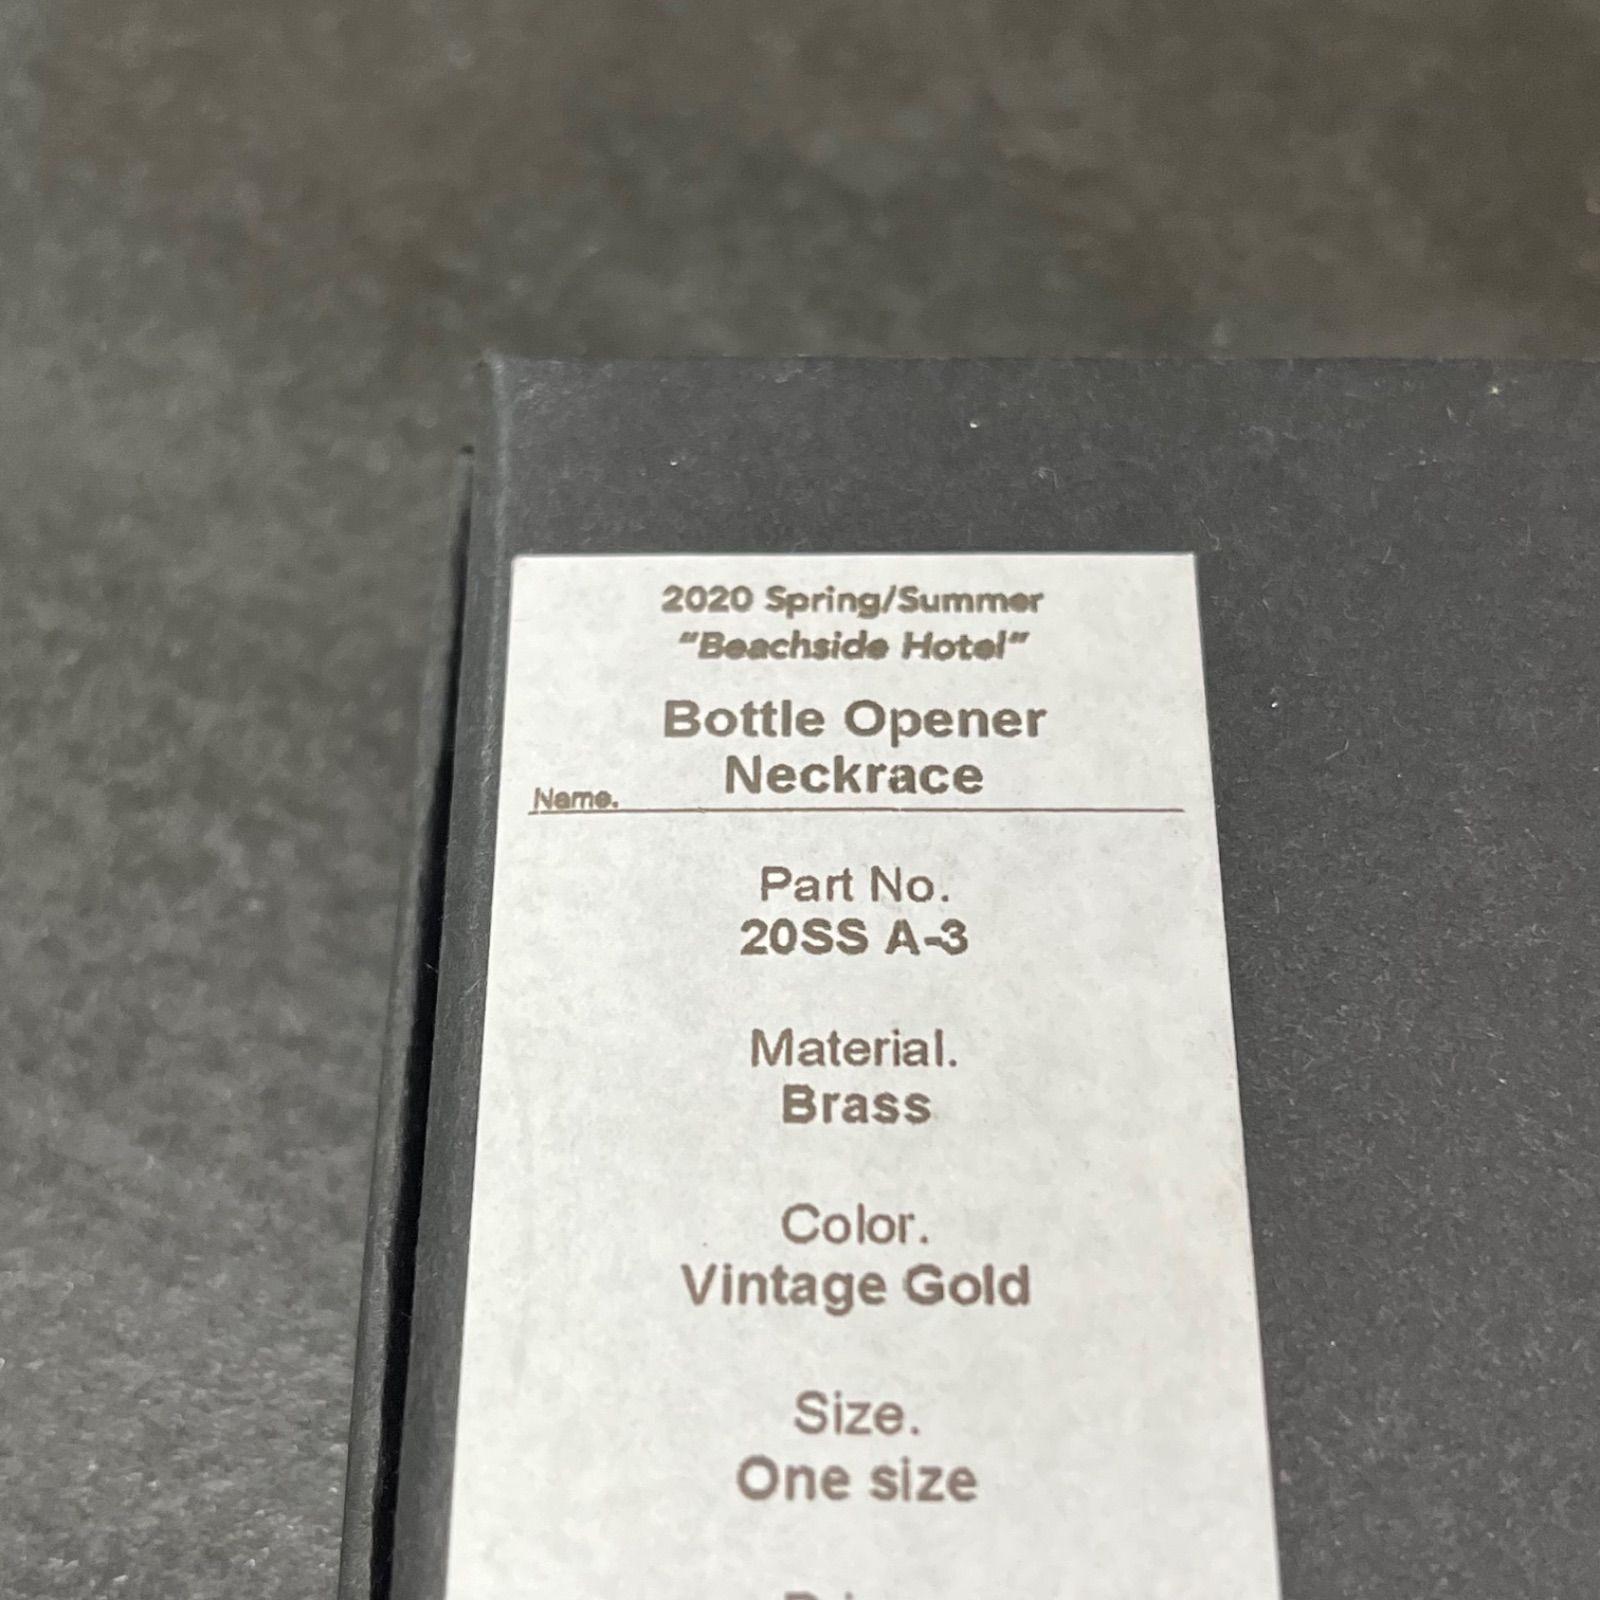 2020 Spring/Summer
"Beachside Hotel"
Bottle Opener
Neckrace
Name.
Part No.
20SS A-3
Material.
Brass
Color.
Vintage Gold
Size.
One size